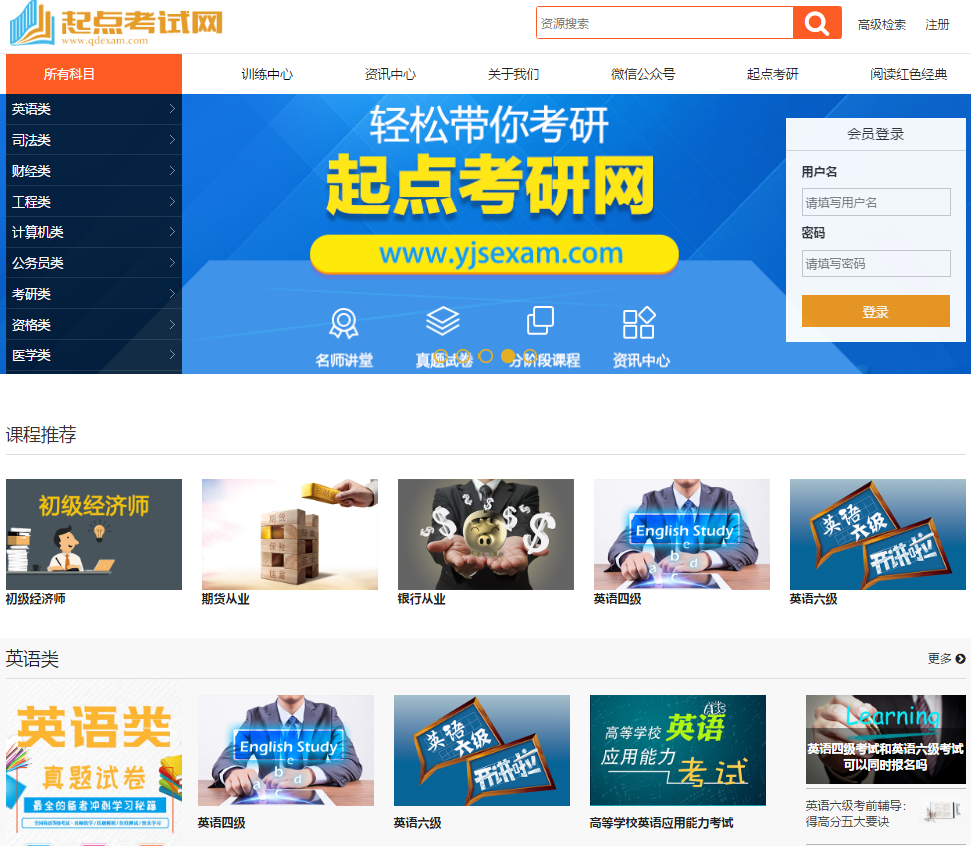 起点考试网
www.qdexam.com
资源搜索
高级检索 注册
所有科目 训练中心 资讯中心 关于我们 微信公众号 起点考研 阅读红色经典
英语类
司法类
财经类
工程类
计算机类
公务员类
考研类
资格类
医学类
轻松带你考研
起点考研网
www.yjsexam.com
名师讲堂 真题试卷 分阶段课程 资讯中心
会员登录
用户名
请填写用户名
密码
请填写密码
登录
课程推荐
初级经济师
期货
保险
English Study
a b c d
英语
六级
开讲啦
初级经济师 期货从业 银行从业 英语四级 英语六级
英语类 更多
英语类
真题试卷
最全的备考冲刺学习秘籍
English Study
a b c d
英语四级
英语
六级
开讲啦
英语六级
高等学校英语
应用能力
考试
高等学校英语应用能力考试
Learning
英语四级考试和英语六级考试
可以同时报名吗
英语六级考前辅导：
得高分五大要诀